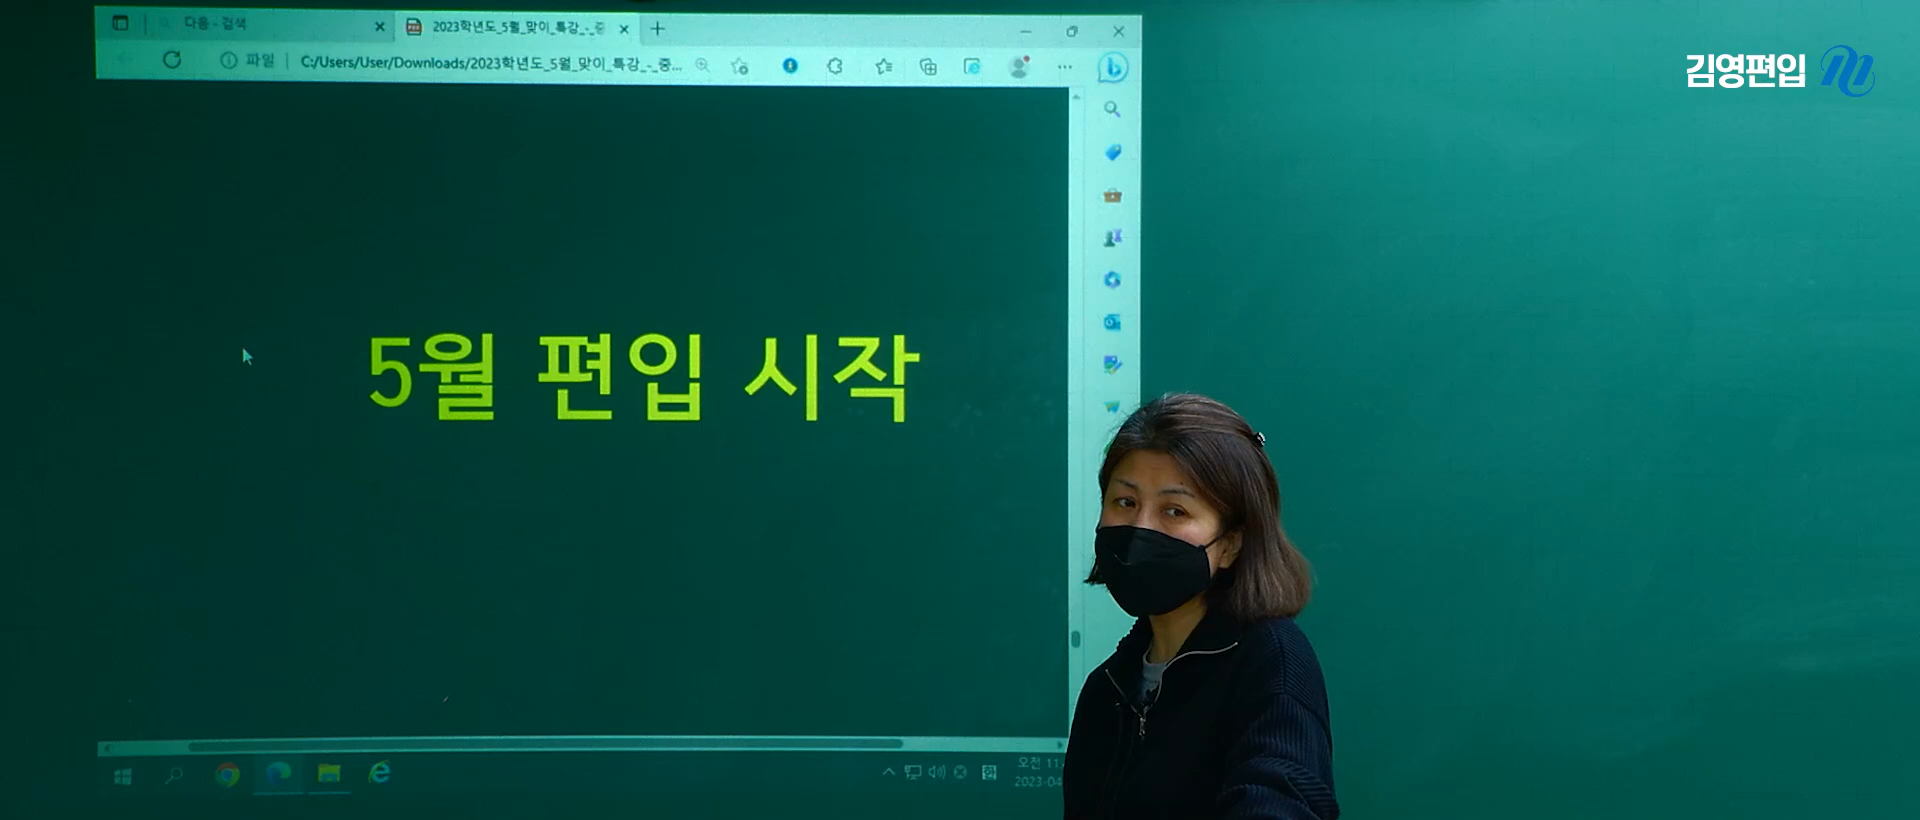 다음 - 검색
2023학년도_5월_맞이_특강_-_중
파일
C:/Users/User/Downloads/2023학년도_5월_맞이_특강_-_중...
김영편입
5월 편입 시작
오전 11:
2023-04